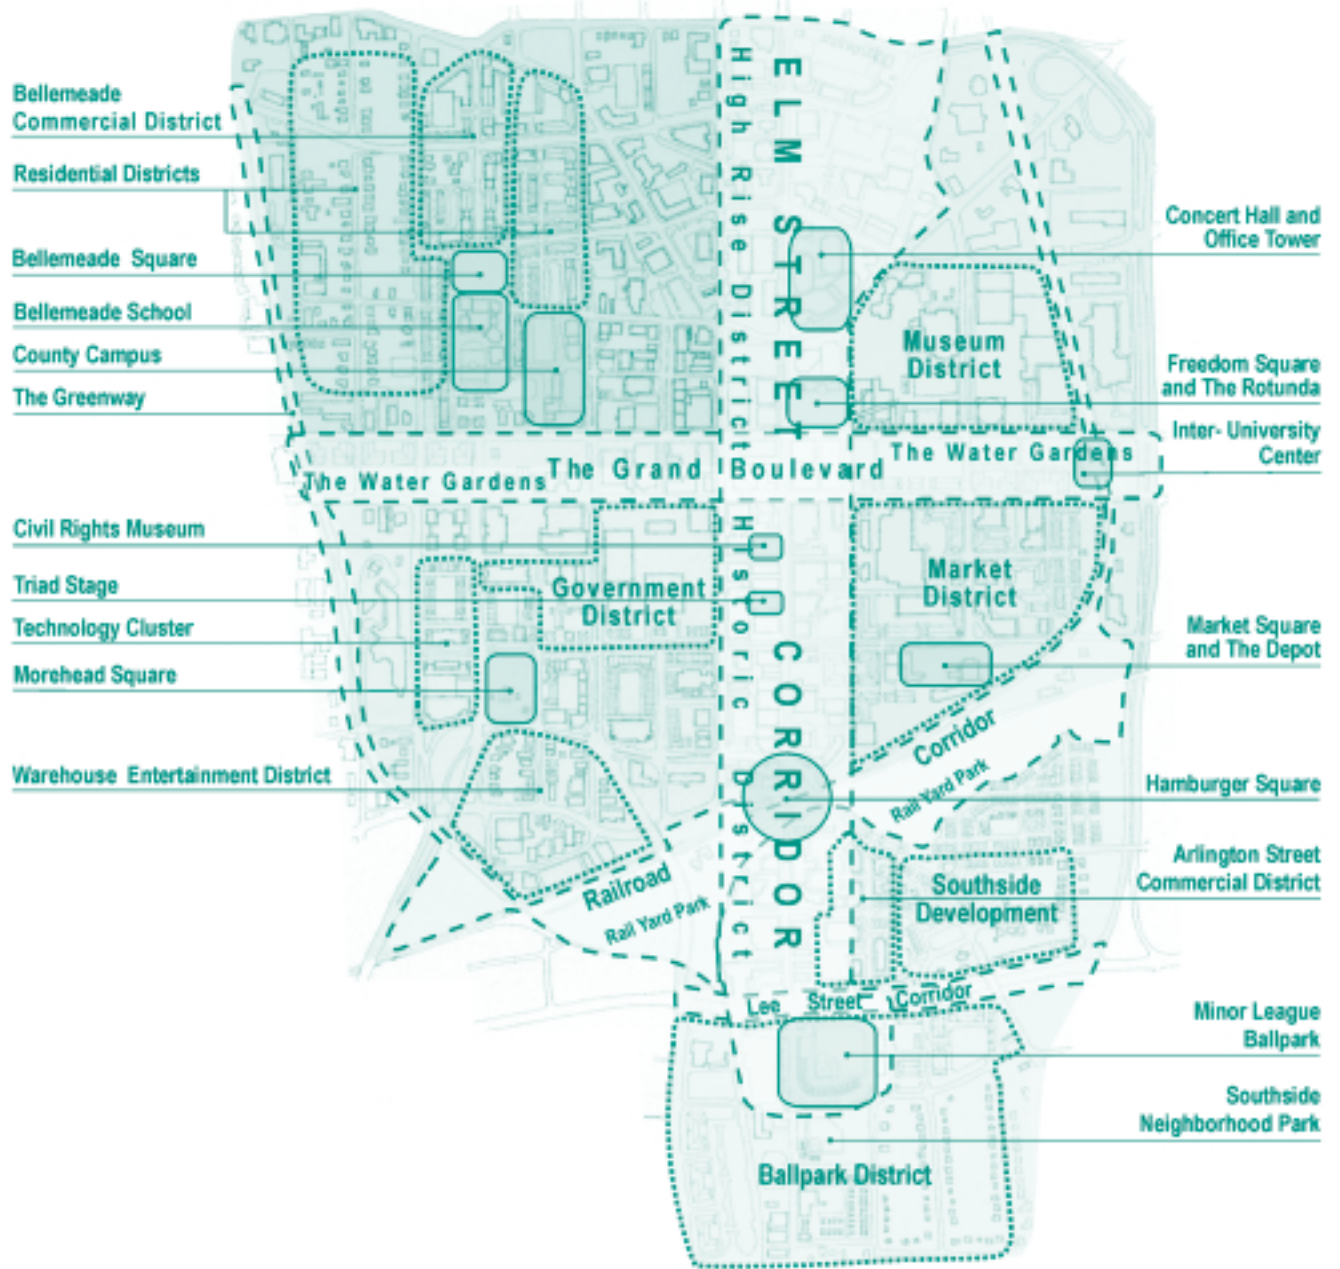 Bellemeade
Commercial District
Residential Districts
Bellemeade Square
Bellemeade School
County Campus
The Greenway
Civil Rights Museum
Triad Stage
Technology Cluster
Morehead Square
Warehouse Entertainment District
High Rise District
ELM STREET
CORRIDOR
Historic District
The Water Gardens
The Grand Boulevard
The Water Gardens
Museum
District
Government
District
Market
District
Corridor
Rail Yard Park
Railroad
Rail Yard Park
Southside
Development
Lee Street Corridor
Ballpark District
Concert Hall and
Office Tower
Freedom Square
and The Rotunda
Inter- University
Center
Market Square
and The Depot
Hamburger Square
Arlington Street
Commercial District
Minor League
Ballpark
Southside
Neighborhood Park